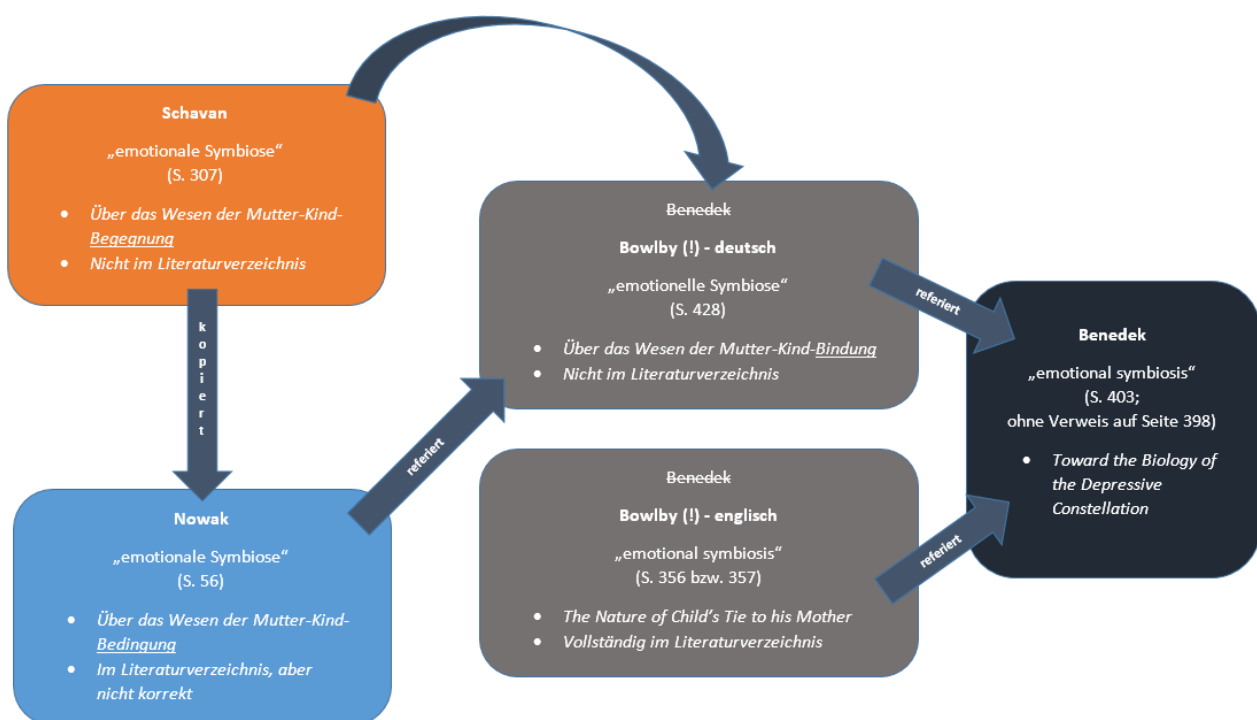 Schavan
„emotionale Symbiose“
(S. 307)
• Über das Wesen der Mutter-Kind-
Begegnung
• Nicht im Literaturverzeichnis
kopiert
Nowak
„emotionale Symbiose“
(S. 56)
• Über das Wesen der Mutter-Kind-
Bedingung
• Im Literaturverzeichnis, aber
nicht korrekt
referiert
Benedek
Bowlby (!) - deutsch
„emotionelle Symbiose“
(S. 428)
• Über das Wesen der Mutter-Kind-Bindung
• Nicht im Literaturverzeichnis
referiert
Benedek
Bowlby (!) - englisch
„emotional symbiosis“
(S. 356 bzw. 357)
• The Nature of Child’s Tie to his Mother
• Vollständig im Literaturverzeichnis
referiert
Benedek
„emotional symbiosis“
(S. 403;
ohne Verweis auf Seite 398)
• Toward the Biology of
the Depressive
Constellation